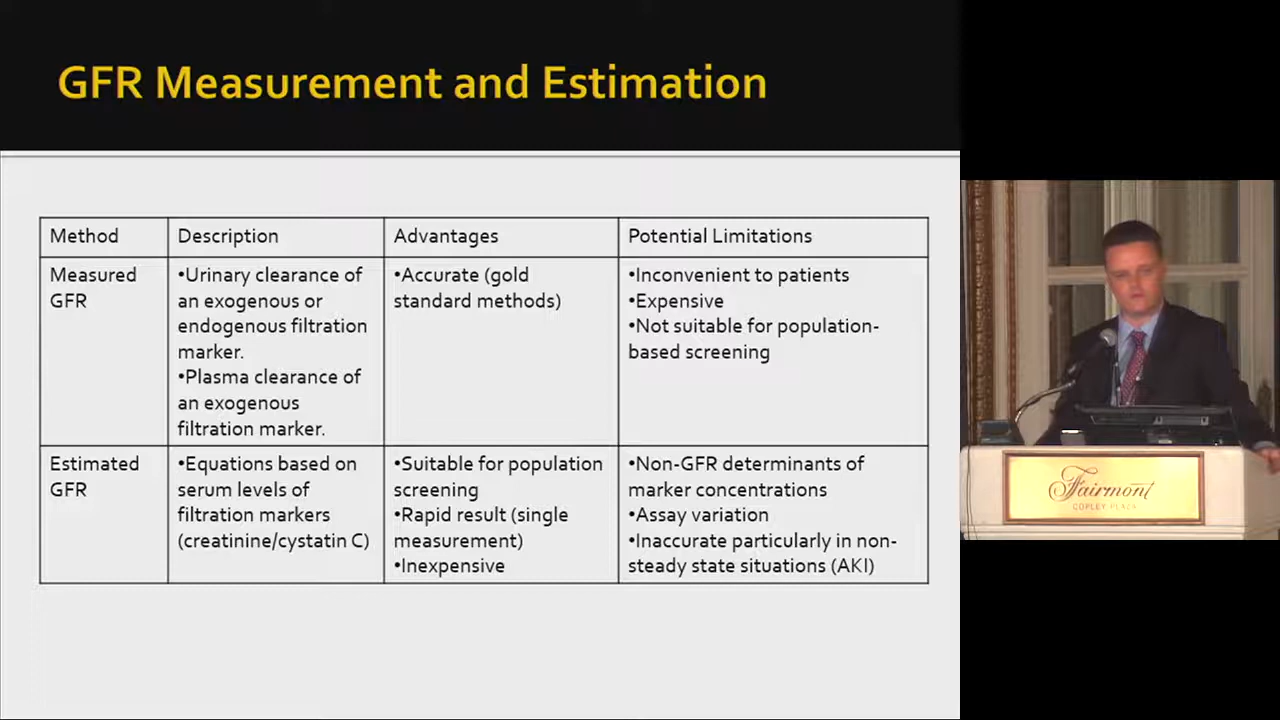 GFR Measurement and Estimation
Method
Description
Advantages
Potential Limitations
Measured
GFR
•Urinary clearance of
an exogenous or
endogenous filtration
marker.
•Plasma clearance of
an exogenous
filtration marker.
•Accurate (gold
standard methods)
•Inconvenient to patients
•Expensive
•Not suitable for population-
based screening
Estimated
GFR
•Equations based on
serum levels of
filtration markers
(creatinine/cystatin C)
•Suitable for population
screening
•Rapid result (single
measurement)
•Inexpensive
•Non-GFR determinants of
marker concentrations
•Assay variation
•Inaccurate particularly in non-
steady state situations (AKI)
Fairmont
COPLEY PLAZA